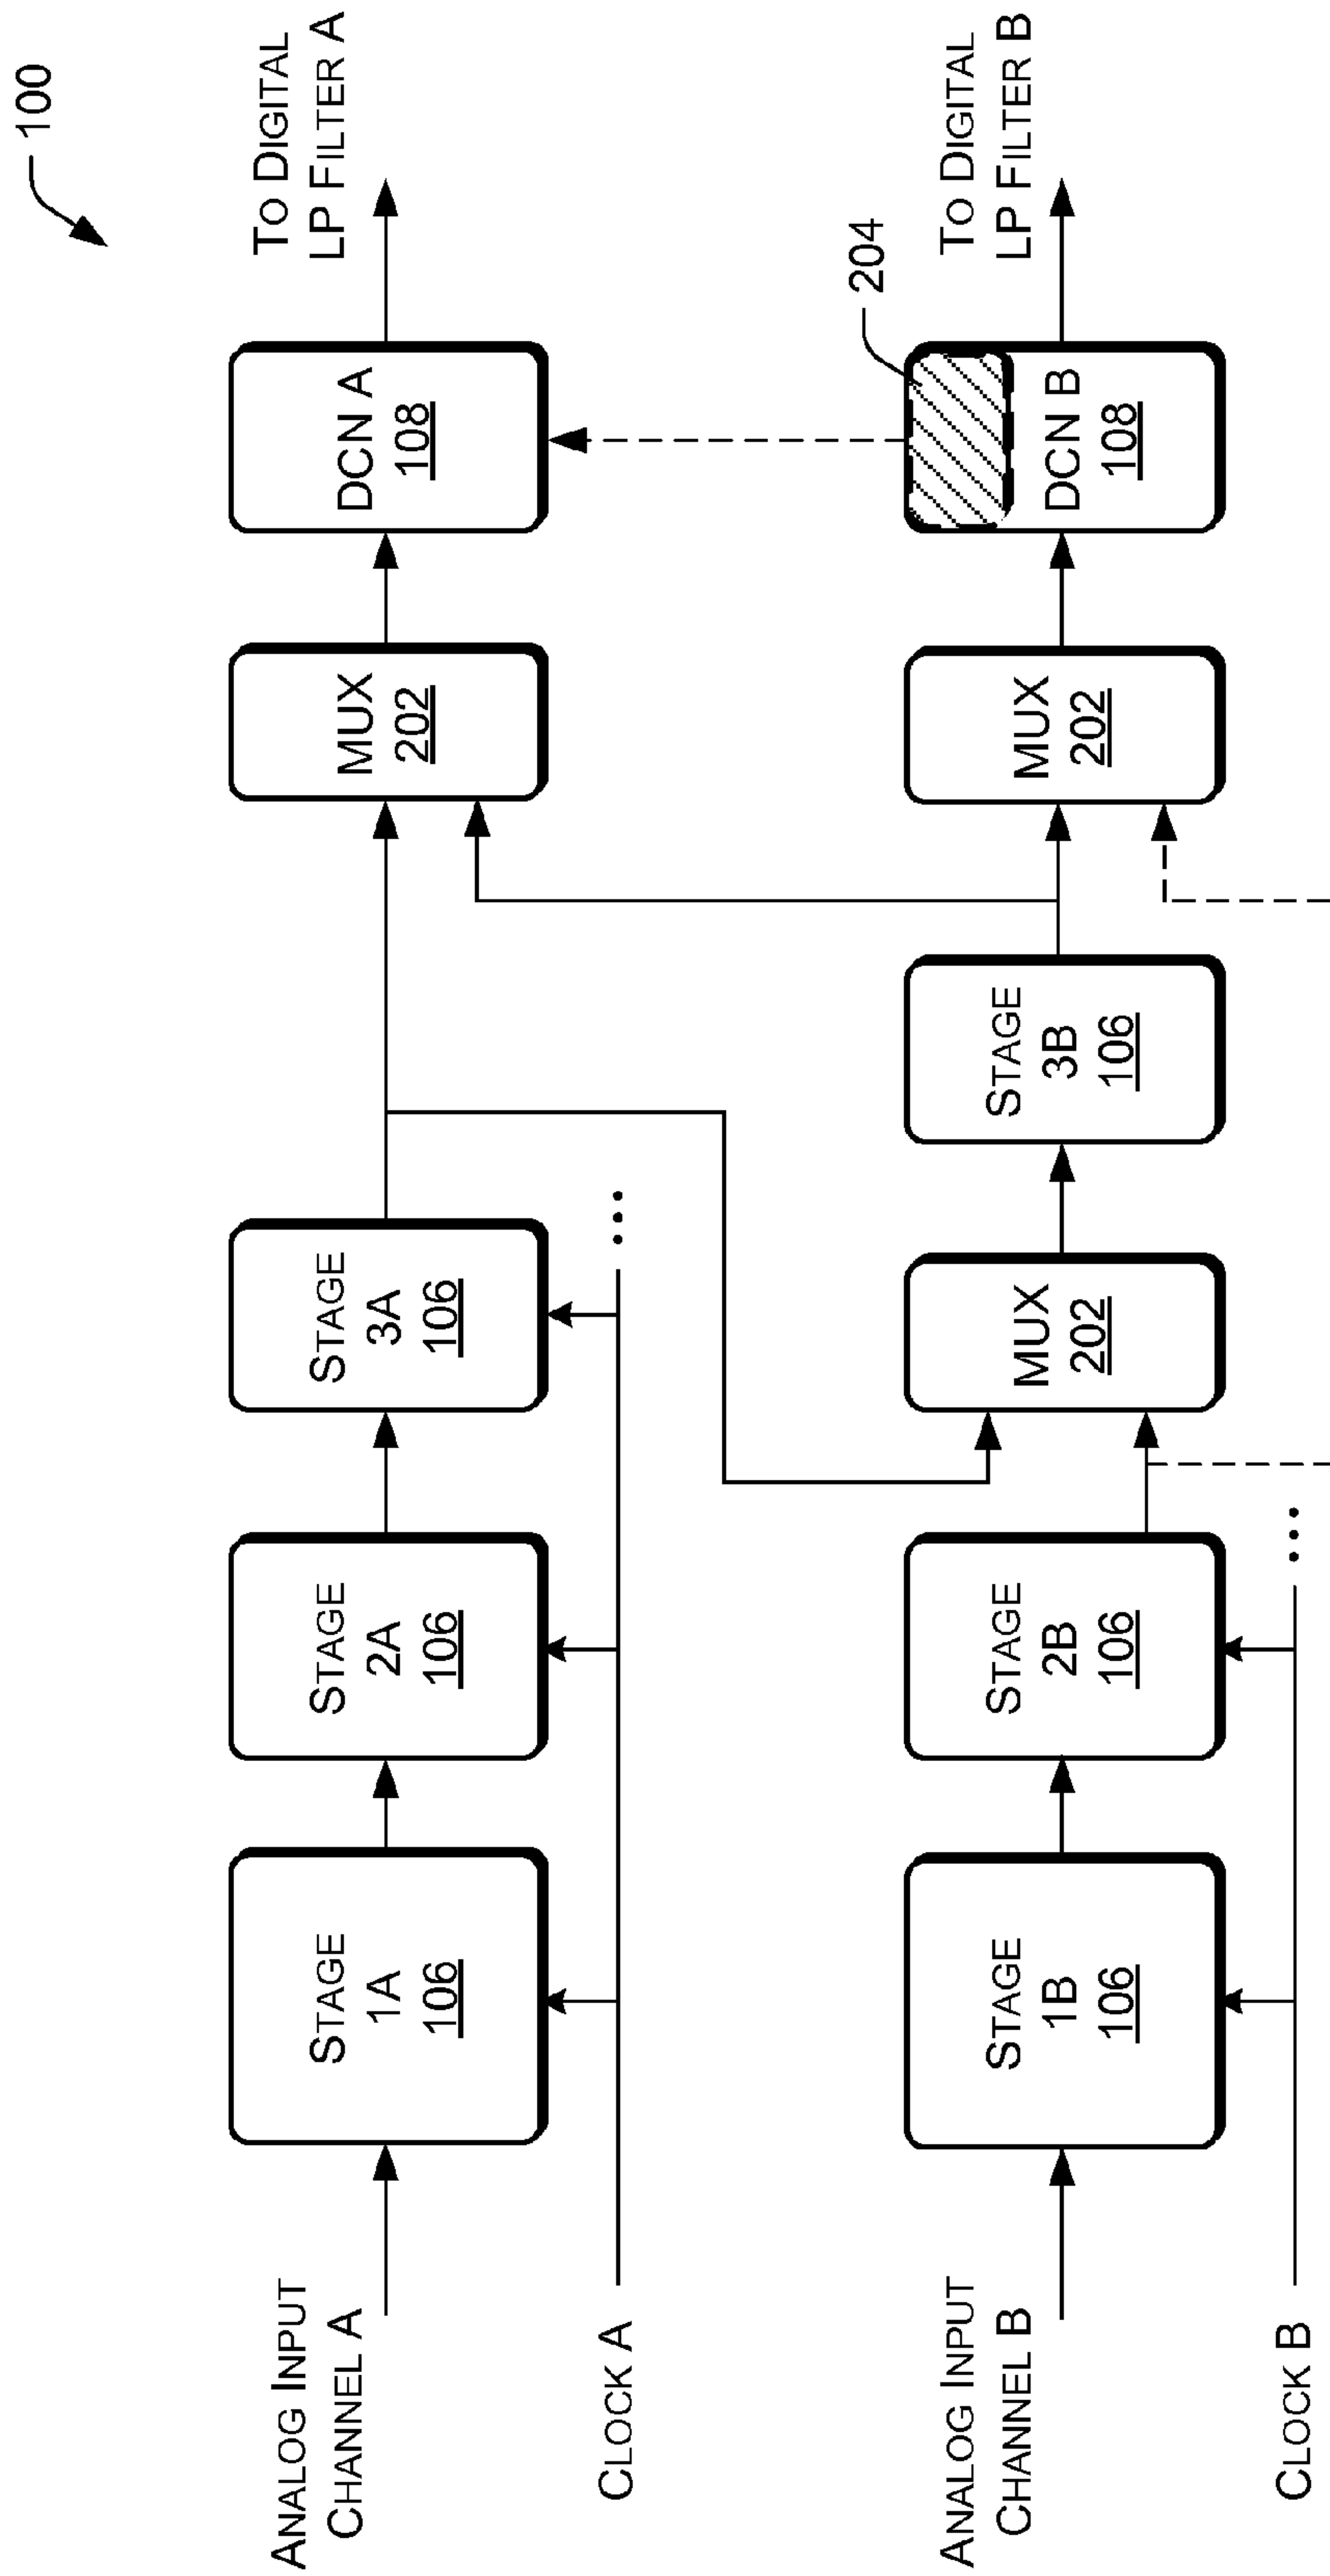 100
ANALOG INPUT
CHANNEL A
STAGE
1A
106
STAGE
2A
106
STAGE
3A
106
MUX
202
DCN A
108
TO DIGITAL
LP FILTER A
CLOCK A
...
204
ANALOG INPUT
CHANNEL B
STAGE
1B
106
STAGE
2B
106
MUX
202
STAGE
3B
106
MUX
202
DCN B
108
TO DIGITAL
LP FILTER B
CLOCK B
...